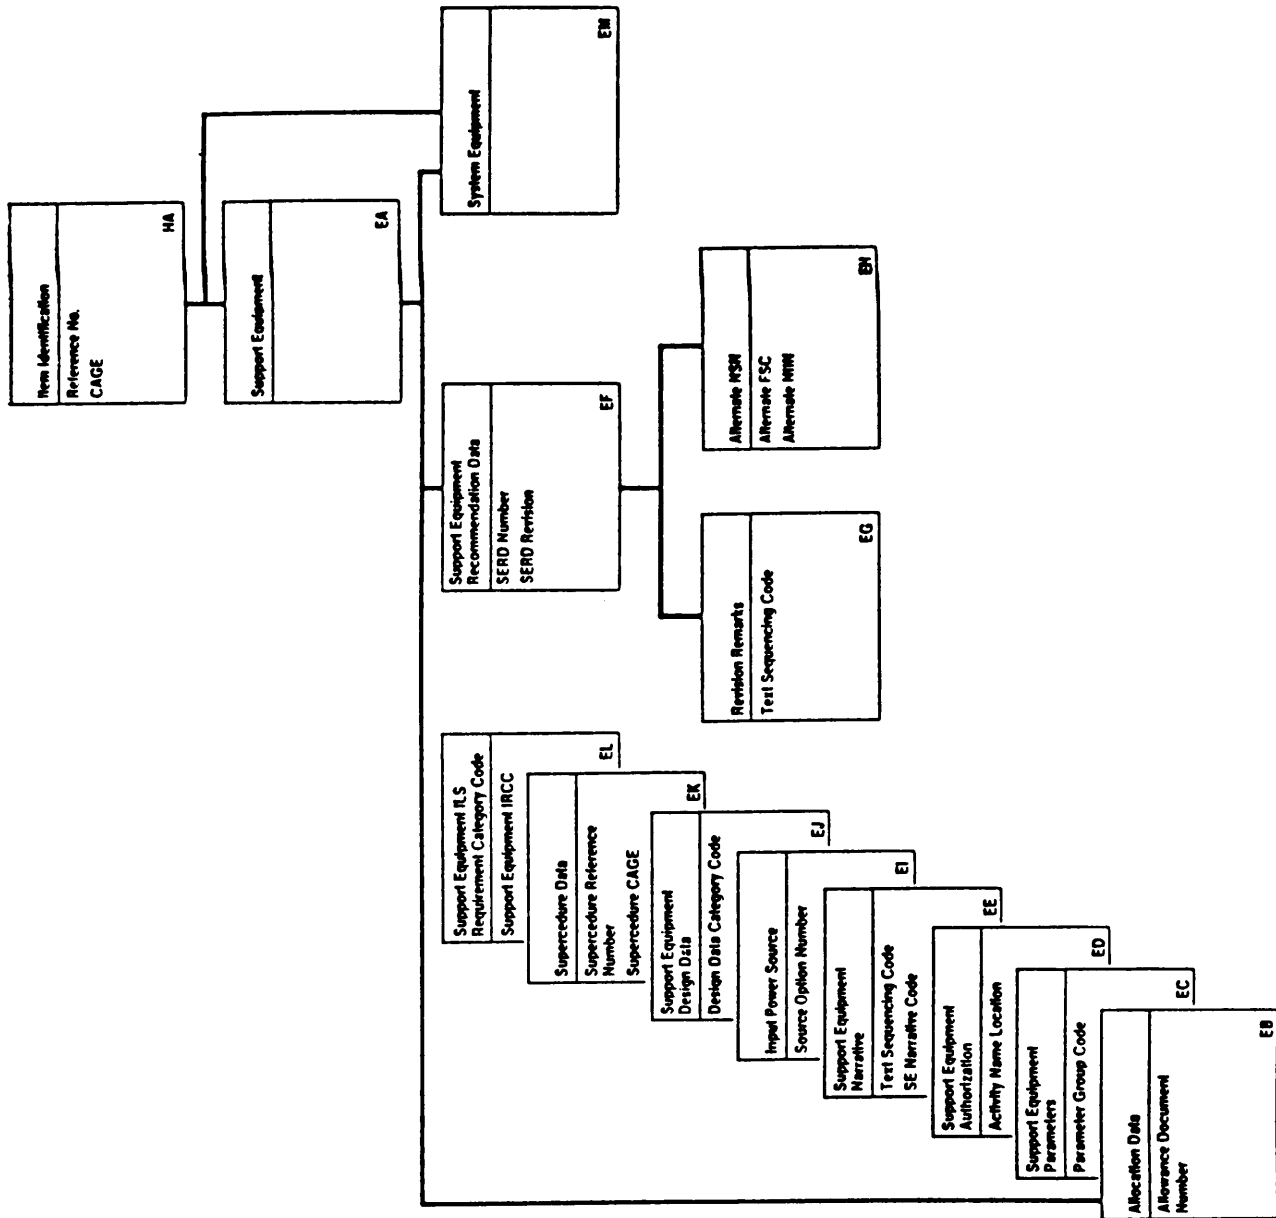 Item Identification
Reference No.
CAGE
HA
Support Equipment
EA
System Equipment
EM
Support Equipment
Recommendation Data
SERD Number
SERD Revision
EF
Revision Remarks
Text Sequencing Code
EG
Alternate NSN
Alternate FSC
Alternate NIIN
EH
Support Equipment ILS
Requirement Category Code
Support Equipment IRCC
EL
Supercedure Data
Supercedure Reference
Number
Supercedure CAGE
EK
Support Equipment
Design Data
Design Data Category Code
EJ
Input Power Source
Source Option Number
EI
Support Equipment
Narrative
Text Sequencing Code
SE Narrative Code
EE
Support Equipment
Authorization
Activity Name Location
ED
Support Equipment
Parameters
Parameter Group Code
EC
Allocation Data
Allowance Document
Number
EB